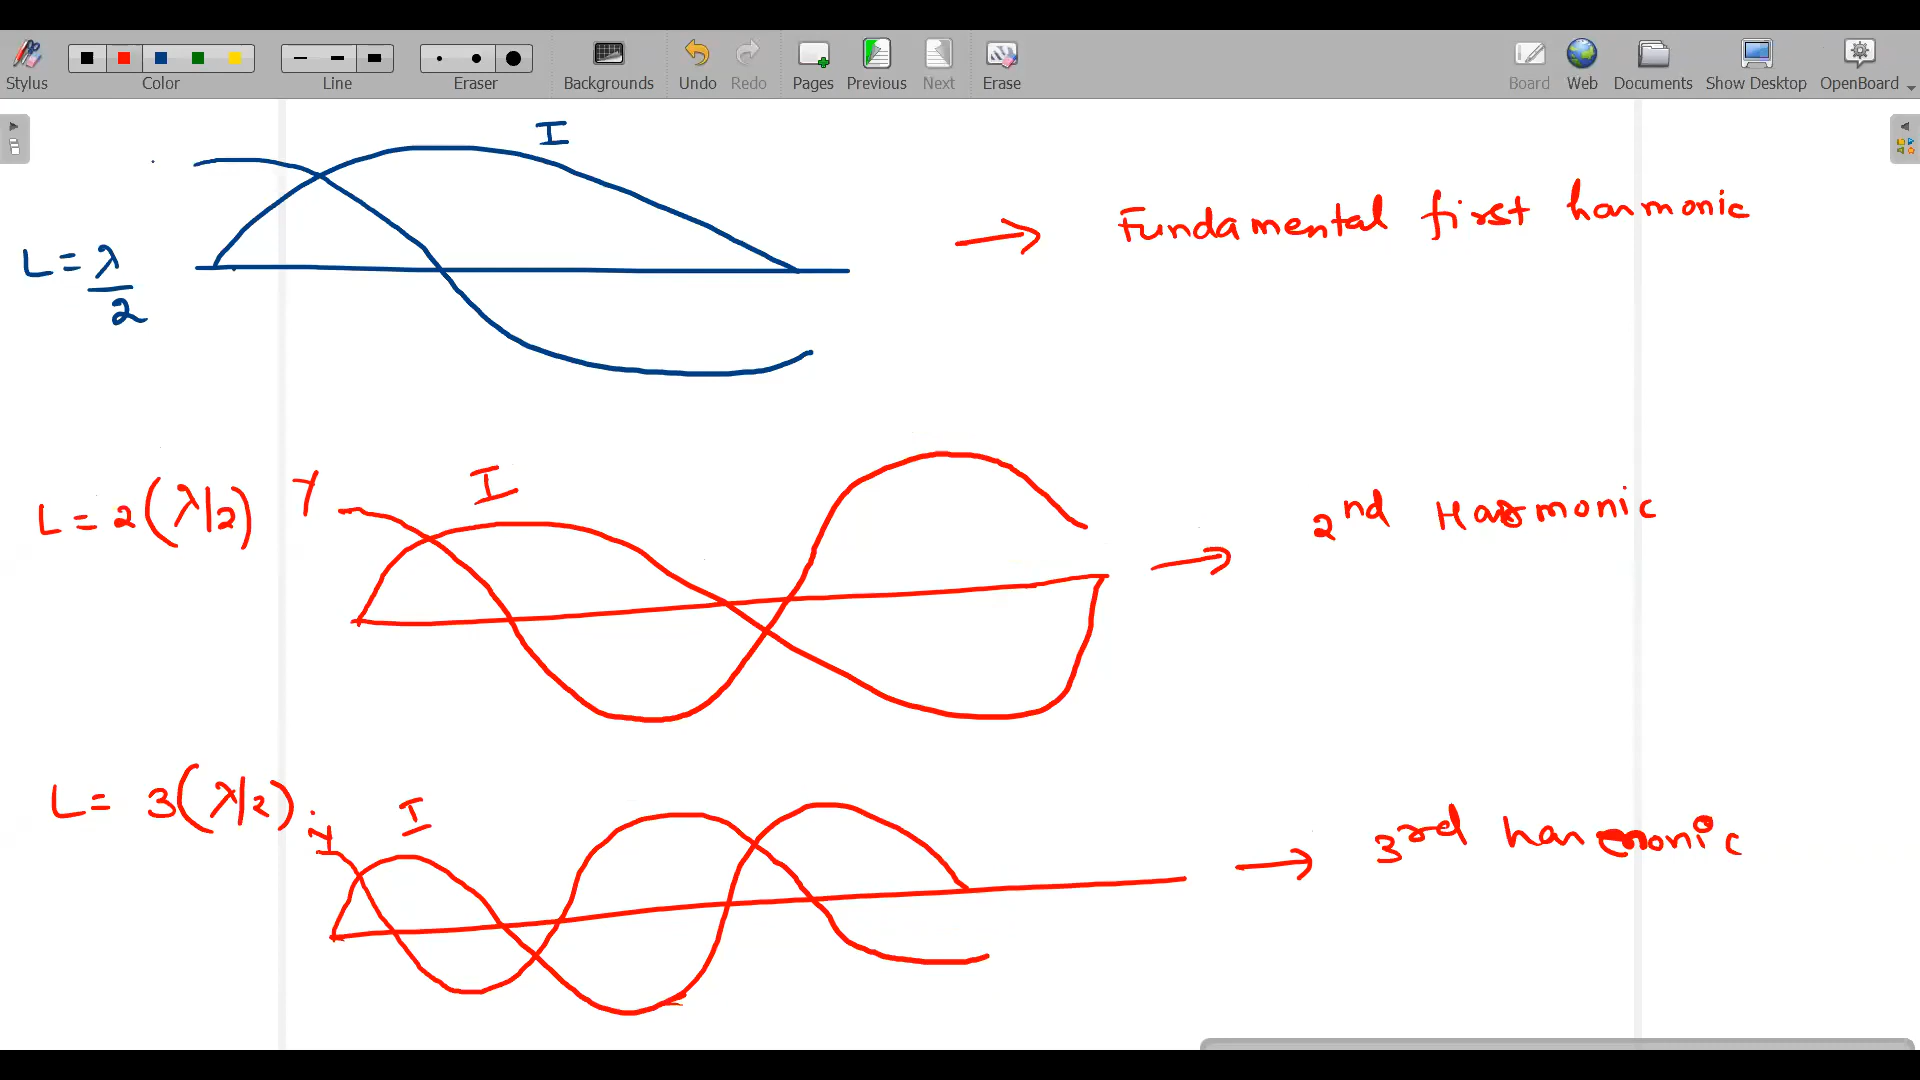 Stylus Color Line Eraser Backgrounds Undo Redo Pages Previous Next Erase Board Web Documents Show Desktop OpenBoard
I
Fundamental first harmonic
L = λ/2
I
L = 2(λ/2) γ
2nd Harmonic
L = 3(λ/2)
I
3rd harmonic